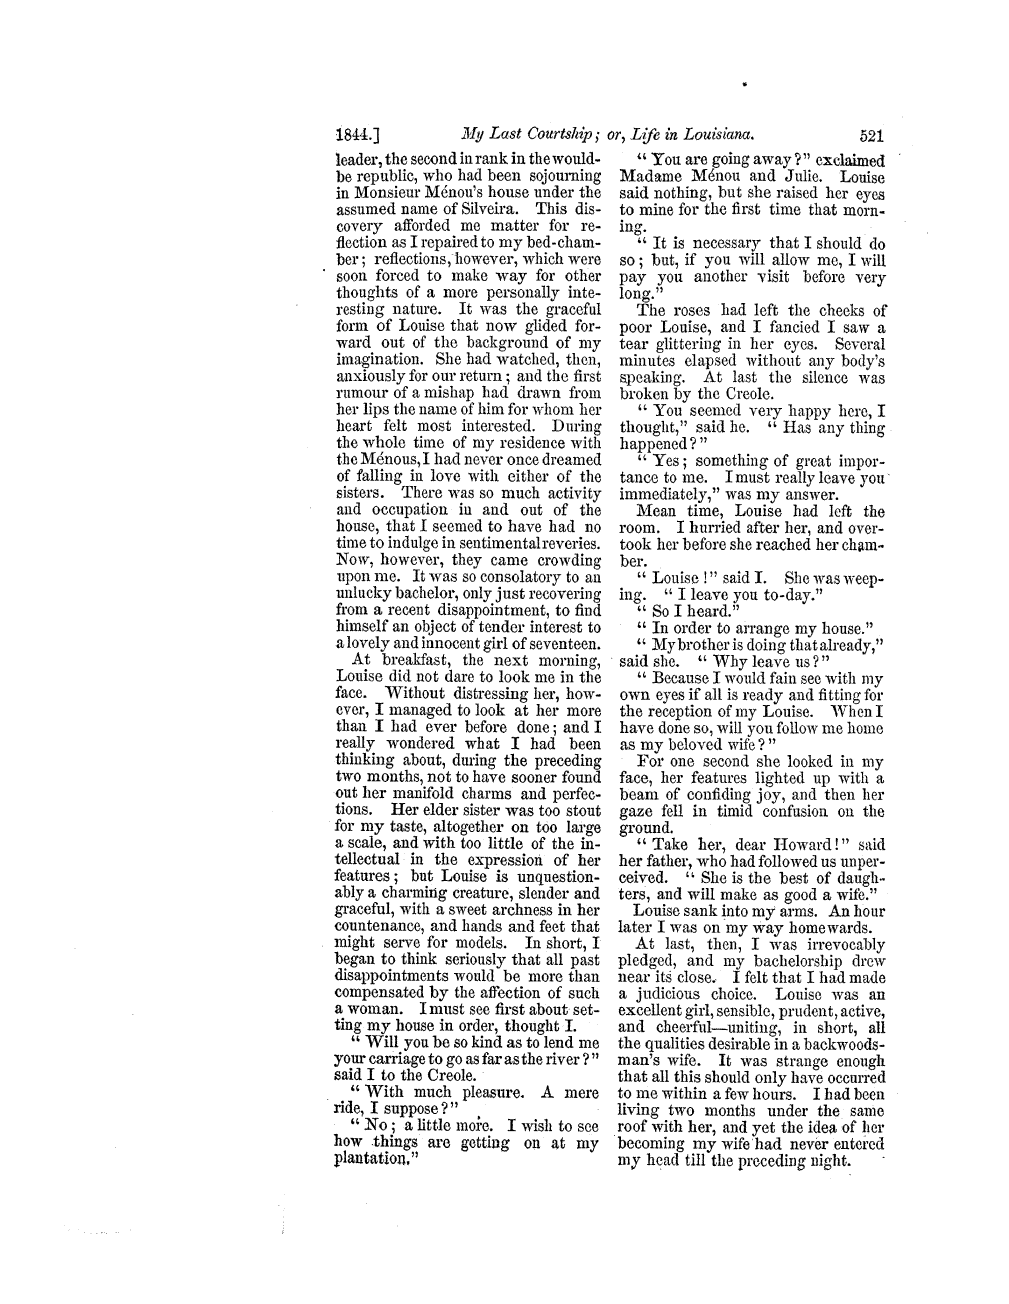 1844.] My Last Courtship; or, Life in Louisiana. 521
leader, the second in rank in the would-
be republic, who had been sojourning
in Monsieur Ménou's house under the
assumed name of Silveira. This dis-
covery afforded me matter for re-
flection as I repaired to my bed-cham-
ber; reflections, however, which were
soon forced to make way for other
thoughts of a more personally inte-
resting nature. It was the graceful
form of Louise that now glided for-
ward out of the background of my
imagination. She had watched, then,
anxiously for our return; and the first
rumour of a mishap had drawn from
her lips the name of him for whom her
heart felt most interested. During
the whole time of my residence with
the Ménous, I had never once dreamed
of falling in love with either of the
sisters. There was so much activity
and occupation in and out of the
house, that I seemed to have had no
time to indulge in sentimental reveries.
Now, however, they came crowding
upon me. It was so consolatory to an
unlucky bachelor, only just recovering
from a recent disappointment, to find
himself an object of tender interest to
a lovely and innocent girl of seventeen.
At breakfast, the next morning,
Louise did not dare to look me in the
face. Without distressing her, how-
ever, I managed to look at her more
than I had ever before done; and I
really wondered what I had been
thinking about, during the preceding
two months, not to have sooner found
out her manifold charms and perfec-
tions. Her elder sister was too stout
for my taste, altogether on too large
a scale, and with too little of the in-
tellectual in the expression of her
features; but Louise is unquestion-
ably a charming creature, slender and
graceful, with a sweet archness in her
countenance, and hands and feet that
might serve for models. In short, I
began to think seriously that all past
disappointments would be more than
compensated by the affection of such
a woman. I must see first about set-
ting my house in order, thought I.
“ Will you be so kind as to lend me
your carriage to go as far as the river?”
said I to the Creole.
“ With much pleasure. A mere
ride, I suppose?”
“ No; a little more. I wish to see
how things are getting on at my
plantation.”
“ You are going away?” exclaimed
Madame Ménou and Julie. Louise
said nothing, but she raised her eyes
to mine for the first time that morn-
ing.
“ It is necessary that I should do
so; but, if you will allow me, I will
pay you another visit before very
long.”
The roses had left the cheeks of
poor Louise, and I fancied I saw a
tear glittering in her eyes. Several
minutes elapsed without any body's
speaking. At last the silence was
broken by the Creole.
“ You seemed very happy here, I
thought,” said he. “ Has any thing
happened?”
“ Yes; something of great impor-
tance to me. I must really leave you
immediately,” was my answer.
Mean time, Louise had left the
room. I hurried after her, and over-
took her before she reached her cham-
ber.
“ Louise!” said I. She was weep-
ing. “ I leave you to-day.”
“ So I heard.”
“ In order to arrange my house.”
“ My brother is doing that already,”
said she. “ Why leave us?”
“ Because I would fain see with my
own eyes if all is ready and fitting for
the reception of my Louise. When I
have done so, will you follow me home
as my beloved wife?”
For one second she looked in my
face, her features lighted up with a
beam of confiding joy, and then her
gaze fell in timid confusion on the
ground.
“ Take her, dear Howard!” said
her father, who had followed us unper-
ceived. “ She is the best of daugh-
ters, and will make as good a wife.”
Louise sank into my arms. An hour
later I was on my way homewards.
At last, then, I was irrevocably
pledged, and my bachelorship drew
near its close. I felt that I had made
a judicious choice. Louise was an
excellent girl, sensible, prudent, active,
and cheerful—uniting, in short, all
the qualities desirable in a backwoods-
man's wife. It was strange enough
that all this should only have occurred
to me within a few hours. I had been
living two months under the same
roof with her, and yet the idea of her
becoming my wife had never entered
my head till the preceding night.